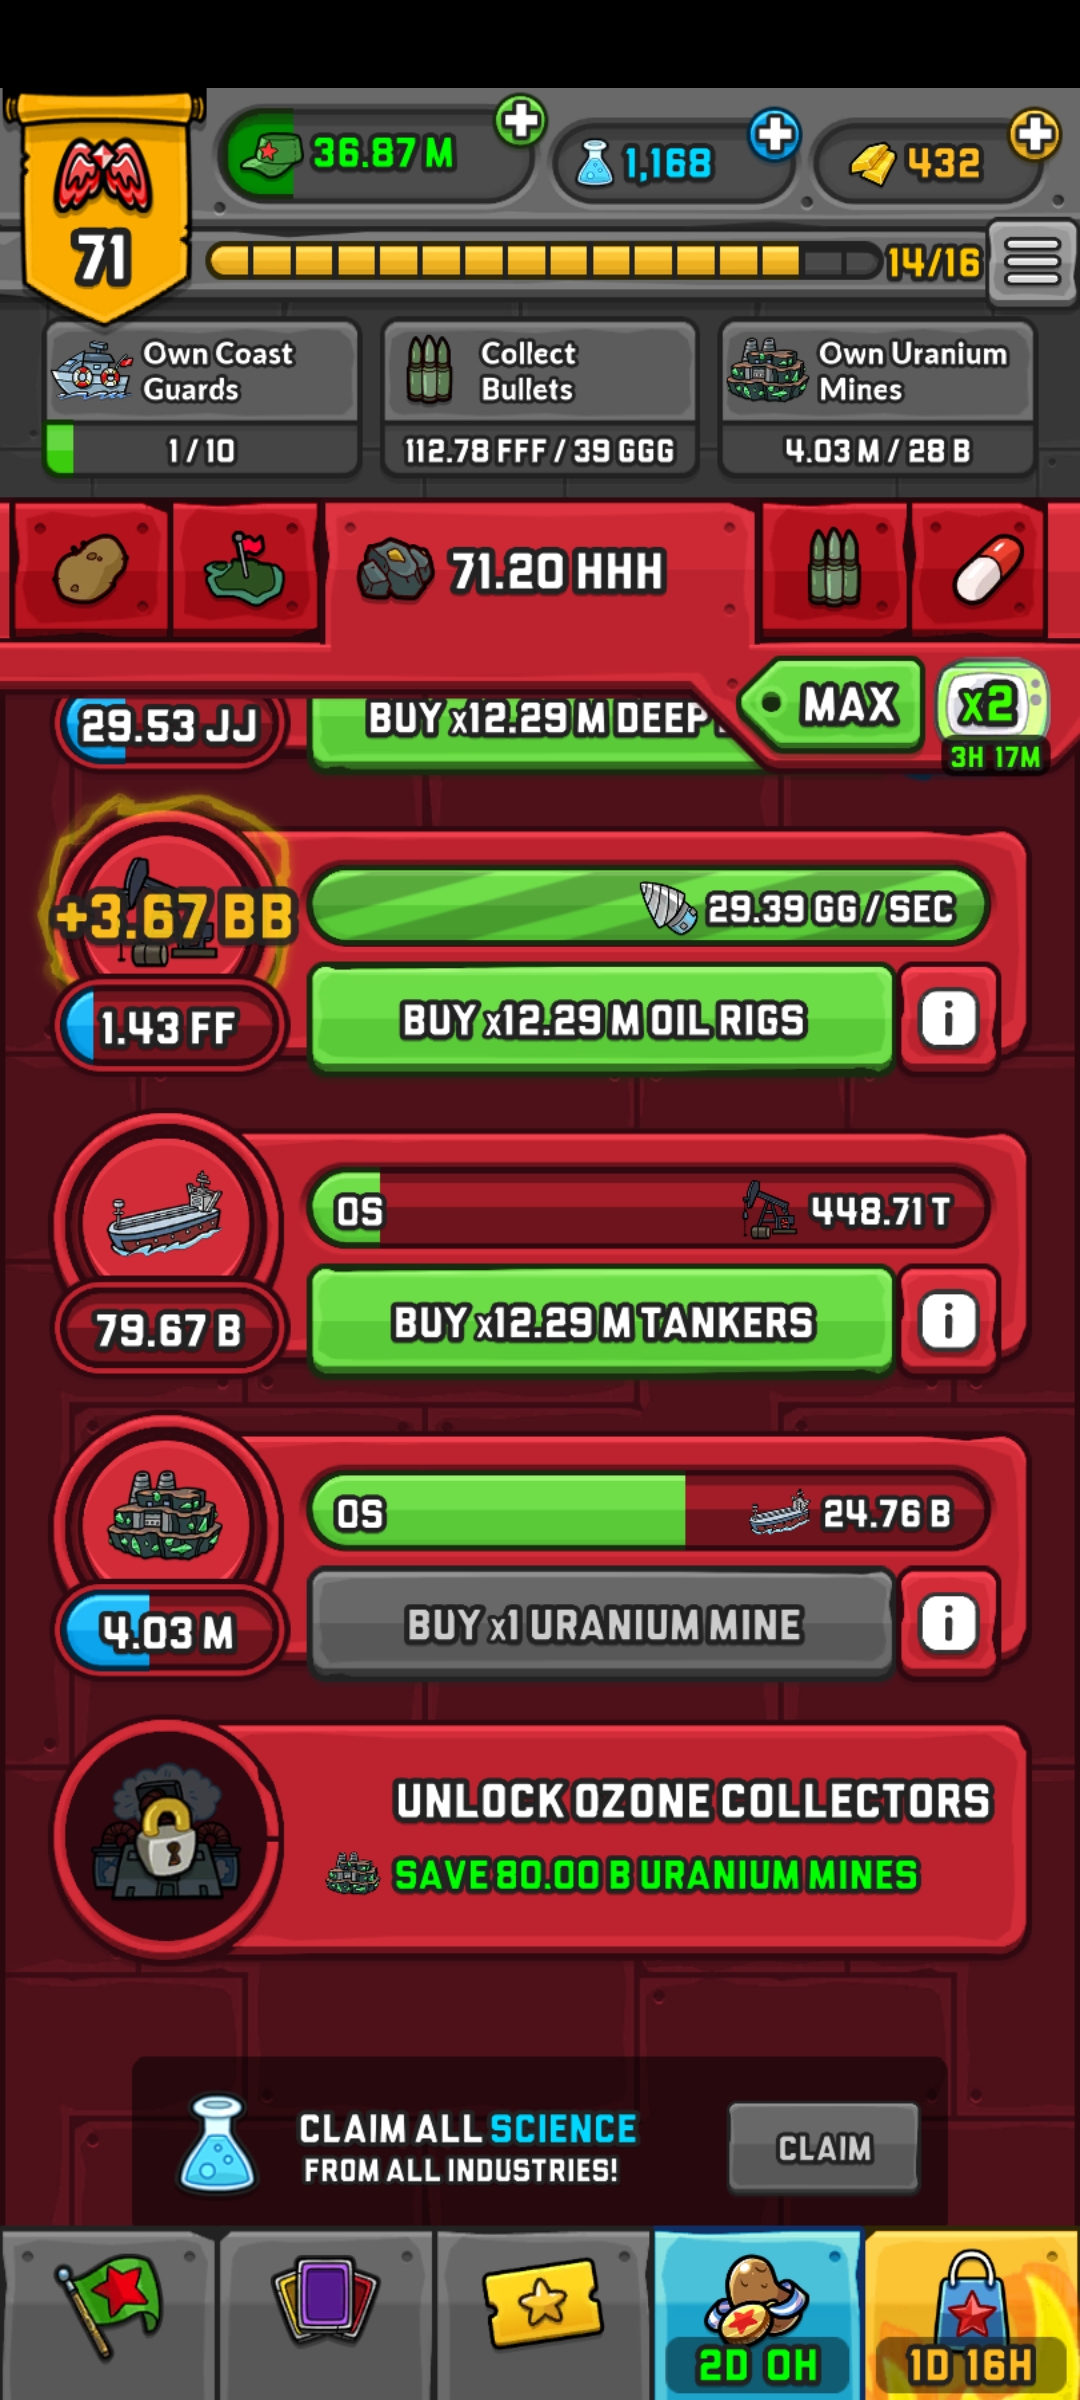 36.87 M
1,168
432
71
14/16
Own Coast
Guards
1 / 10
Collect
Bullets
112.78 FFF / 39 GGG
Own Uranium
Mines
4.03 M / 28 B
71.20 HHH
MAX
x2
3H 17M
29.53 JJ
BUY x12.29 M DEEP
+3.67 BB
29.39 GG / SEC
1.43 FF
BUY x12.29 M OIL RIGS
i
0S
448.71 T
79.67 B
BUY x12.29 M TANKERS
i
0S
24.76 B
4.03 M
BUY x1 URANIUM MINE
i
UNLOCK OZONE COLLECTORS
SAVE 80.00 B URANIUM MINES
CLAIM ALL SCIENCE
FROM ALL INDUSTRIES!
CLAIM
2D 0H
1D 16H